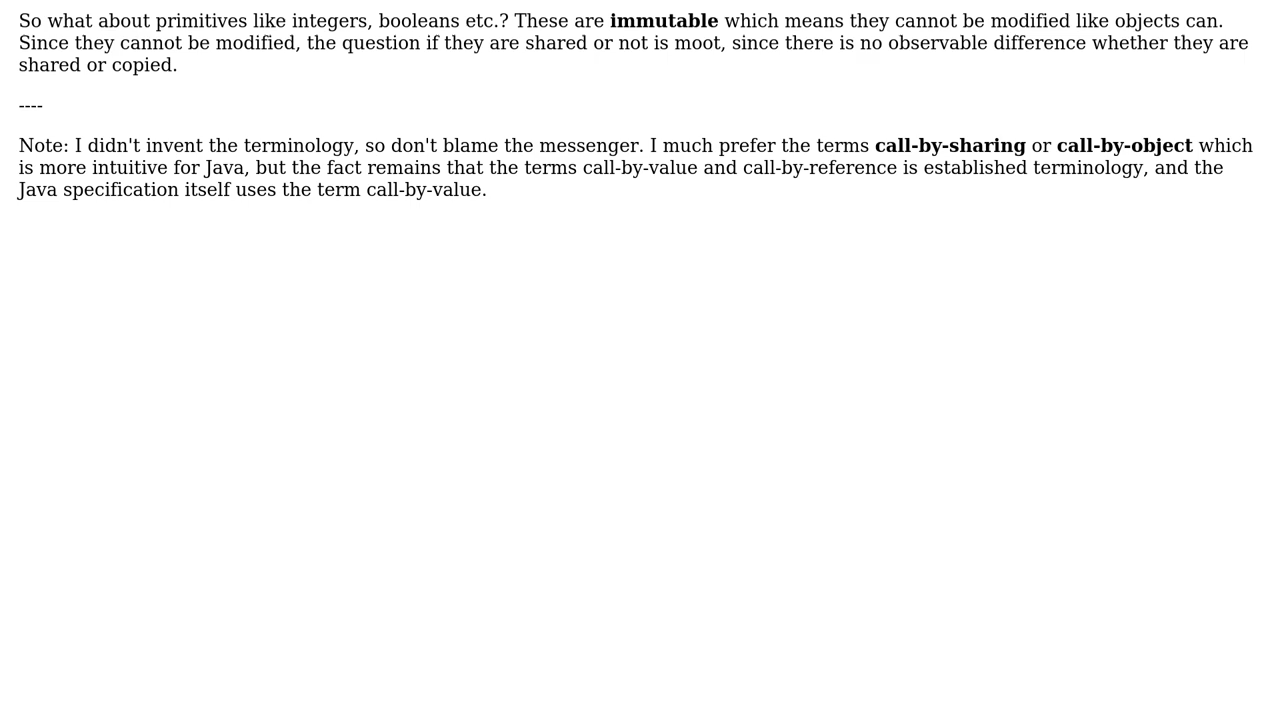 So what about primitives like integers, booleans etc.? These are immutable which means they cannot be modified like objects can.
Since they cannot be modified, the question if they are shared or not is moot, since there is no observable difference whether they are
shared or copied.
----
Note: I didn't invent the terminology, so don't blame the messenger. I much prefer the terms call-by-sharing or call-by-object which
is more intuitive for Java, but the fact remains that the terms call-by-value and call-by-reference is established terminology, and the
Java specification itself uses the term call-by-value.